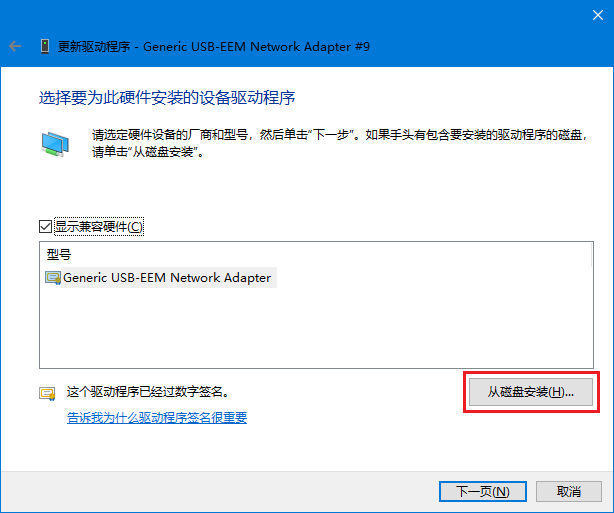 更新驱动程序 - Generic USB-EEM Network Adapter #9
选择要为此硬件安装的设备驱动程序
请选定硬件设备的厂商和型号，然后单击“下一步”。如果手头有包含要安装的驱动程序的磁盘，
请单击“从磁盘安装”。
显示兼容硬件(C)
型号
Generic USB-EEM Network Adapter
这个驱动程序已经过数字签名。
从磁盘安装(H)...
告诉我为什么驱动程序签名很重要
下一页(N)
取消